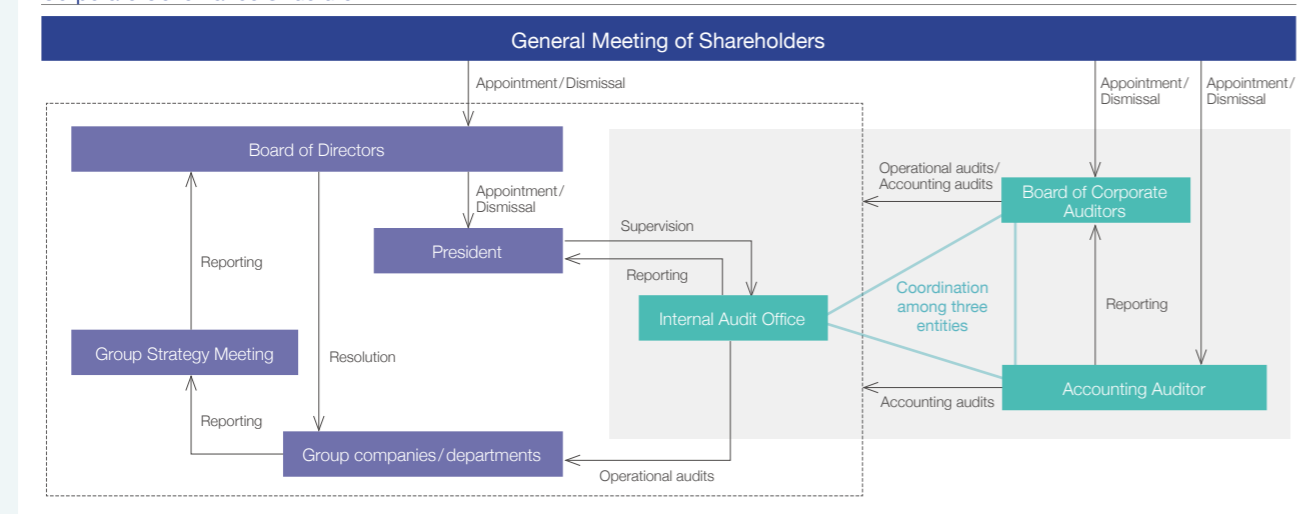 General Meeting of Shareholders
Appointment/Dismissal
Appointment/
Dismissal
Appointment/
Dismissal
Board of Directors
Operational audits/
Accounting audits
Board of Corporate
Auditors
Appointment/
Dismissal
Supervision
President
Reporting
Reporting
Coordination
among three
entities
Reporting
Internal Audit Office
Group Strategy Meeting
Resolution
Accounting Auditor
Accounting audits
Reporting
Group companies/departments
Operational audits